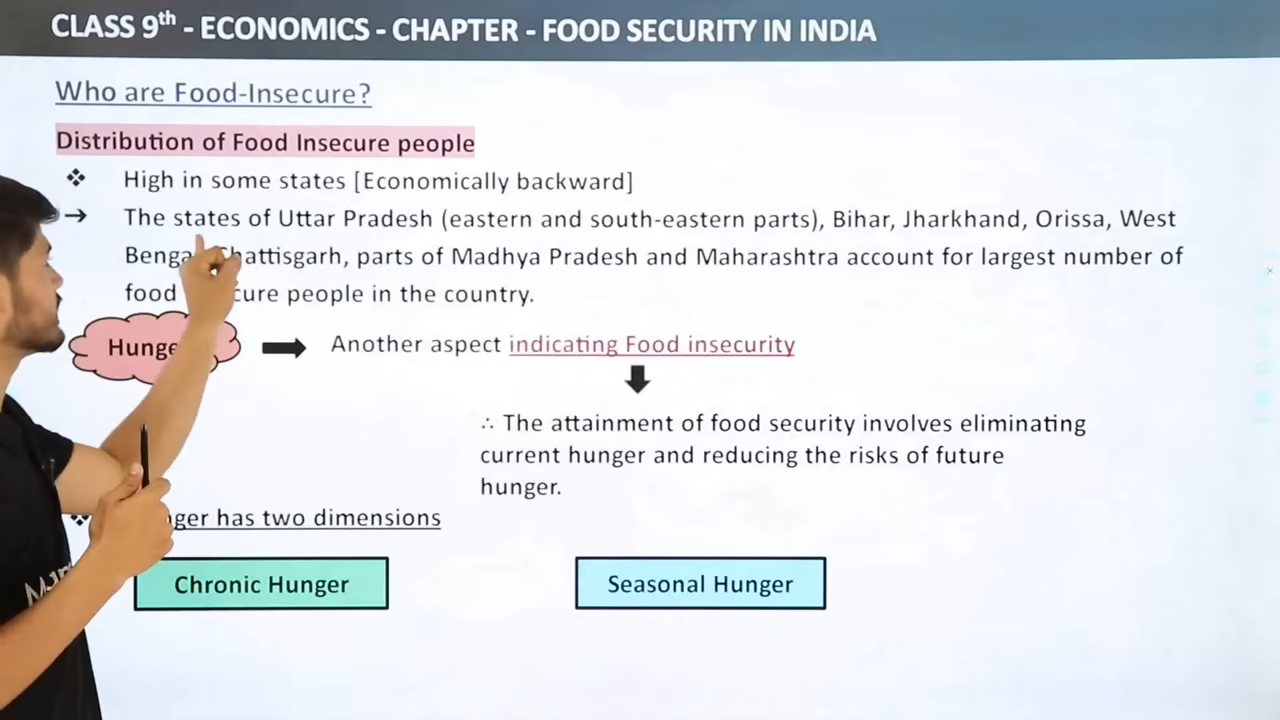 CLASS 9th - ECONOMICS - CHAPTER - FOOD SECURITY IN INDIA
Who are Food-Insecure?
Distribution of Food Insecure people
❖ High in some states [Economically backward]
→ The states of Uttar Pradesh (eastern and south-eastern parts), Bihar, Jharkhand, Orissa, West
parts of Madhya Pradesh and Maharashtra account for largest number of
food people in the country.
Another aspect indicating Food insecurity
∴ The attainment of food security involves eliminating
current hunger and reducing the risks of future
hunger.
has two dimensions
Chronic Hunger
Seasonal Hunger